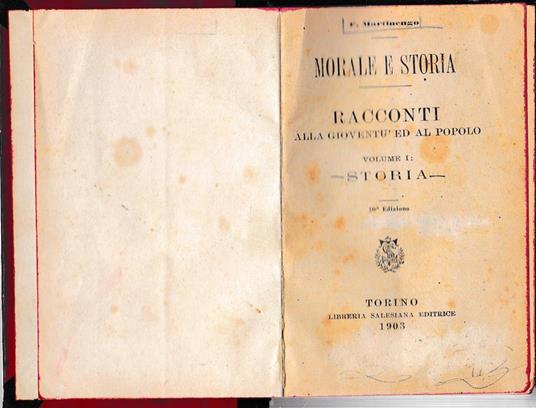 F. Martinengo
MORALE E STORIA
RACCONTI
ALLA GIOVENTU' ED AL POPOLO
VOLUME I:
—STORIA—
10ª Edizione
TORINO
LIBRERIA SALESIANA EDITRICE
1903